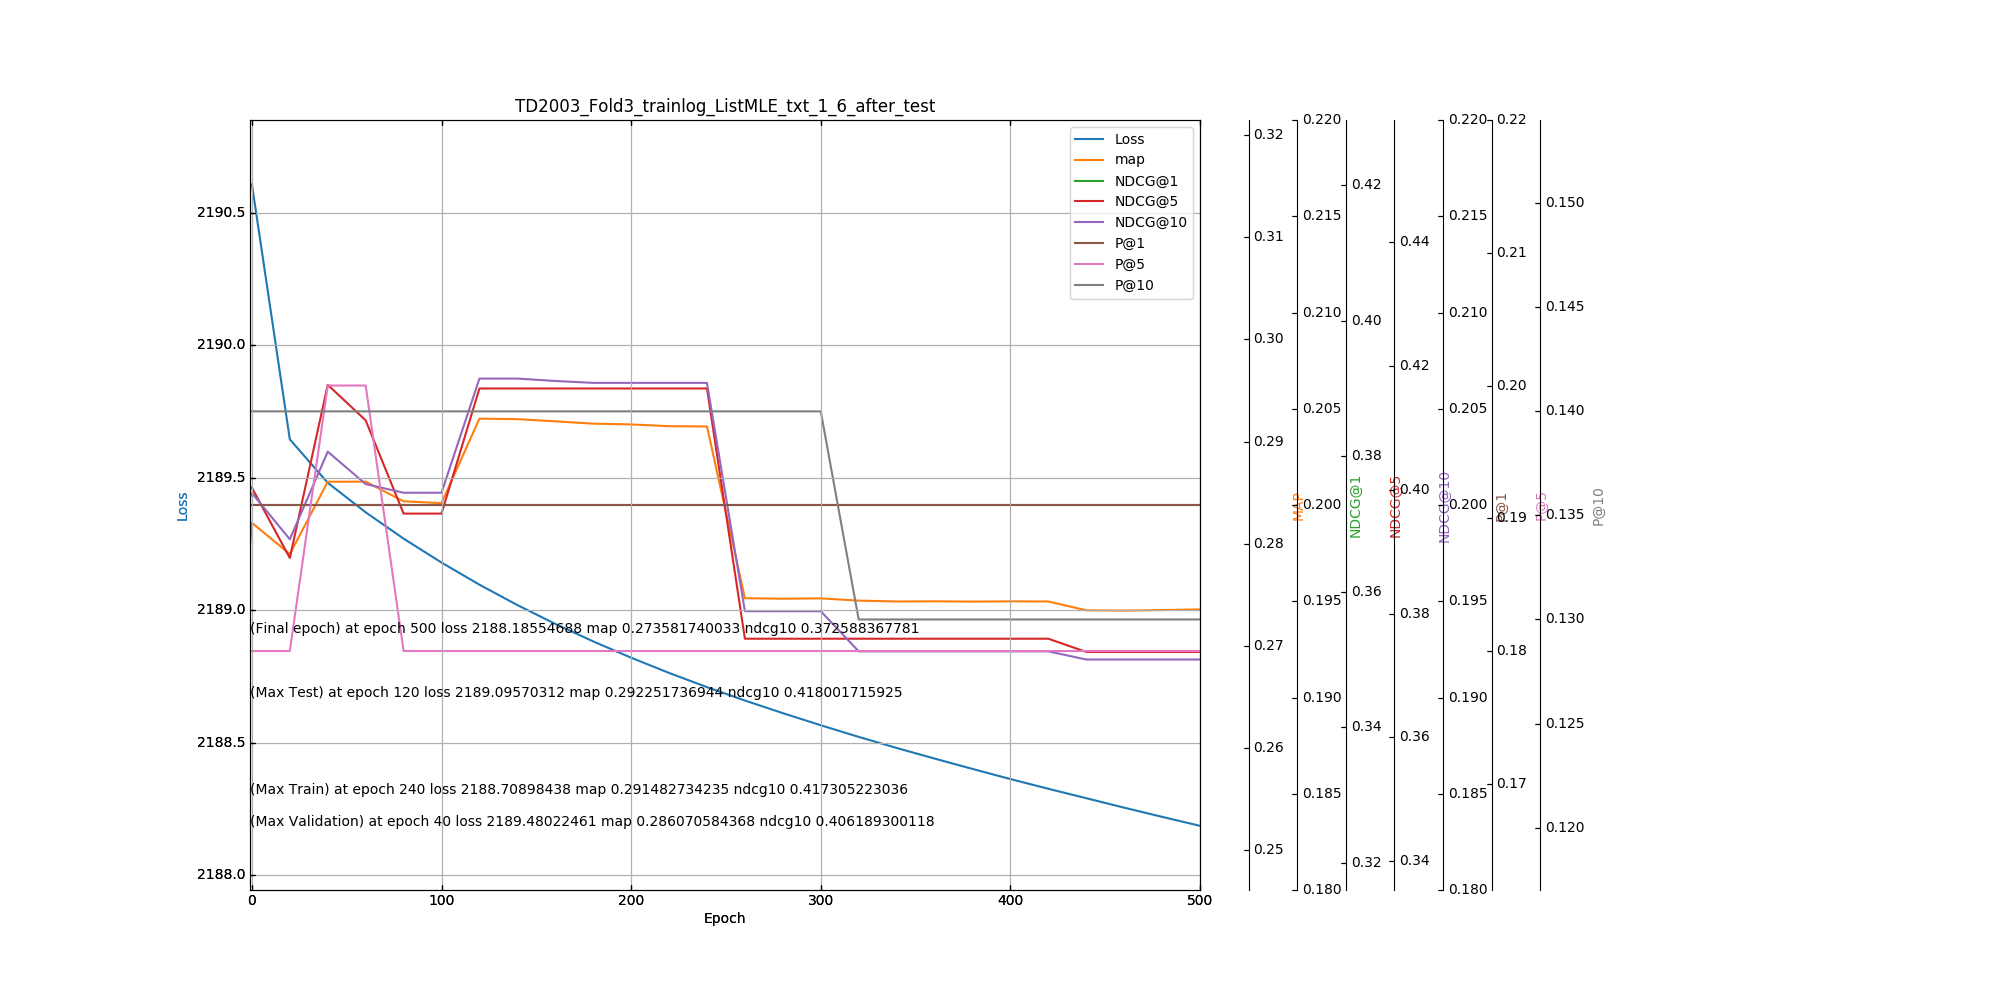 TD2003_Fold3_trainlog_ListMLE_txt_1_6_after_test
Loss
map
NDCG@1
NDCG@5
NDCG@10
P@1
P@5
P@10
2190.5
2190.0
2189.5
2189.0
2188.5
2188.0
Loss
(Final epoch) at epoch 500 loss 2188.18554688 map 0.273581740033 ndcg10 0.372588367781
(Max Test) at epoch 120 loss 2189.09570312 map 0.292251736944 ndcg10 0.418001715925
(Max Train) at epoch 240 loss 2188.70898438 map 0.291482734235 ndcg10 0.417305223036
(Max Validation) at epoch 40 loss 2189.48022461 map 0.286070584368 ndcg10 0.406189300118
0 100 200 300 400 500
Epoch
0.32
0.31
0.30
0.29
0.28
0.27
0.26
0.25
MAP
0.220
0.215
0.210
0.205
0.200
0.195
0.190
0.185
0.180
NDCG@1
0.42
0.40
0.38
0.36
0.34
0.32
NDCG@5
0.44
0.42
0.40
0.38
0.36
0.34
NDCG@10
0.220
0.215
0.210
0.205
0.200
0.195
0.190
0.185
0.180
P@1
0.22
0.21
0.20
0.19
0.18
0.17
P@5
0.150
0.145
0.140
0.135
0.130
0.125
0.120
P@10